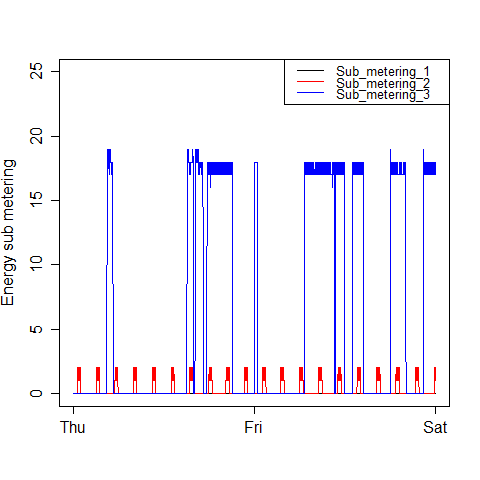 Sub_metering_1
Sub_metering_2
Sub_metering_3
Energy sub metering
25
20
15
10
5
0
Thu Fri Sat